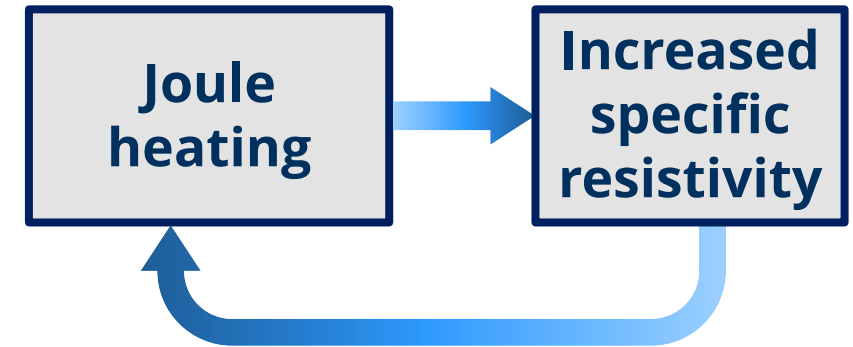 Joule
heating
Increased
specific
resistivity